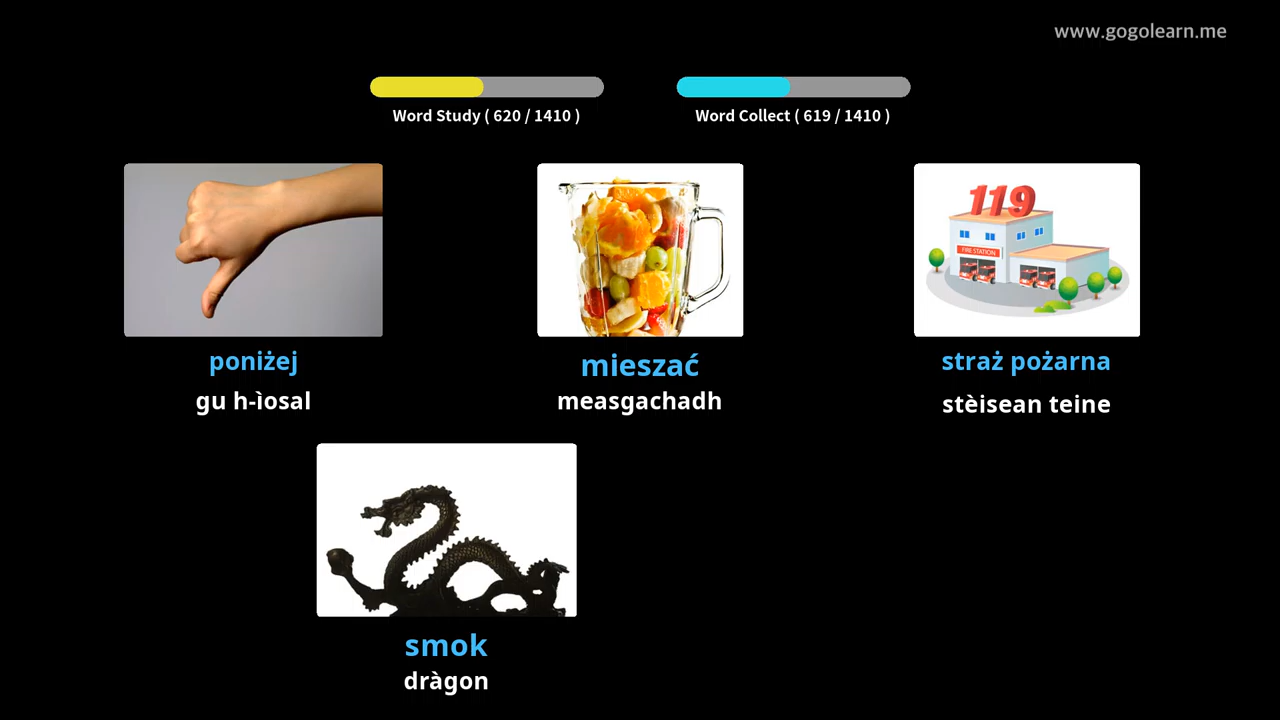 www.gogolearn.me
Word Study ( 620 / 1410 )
Word Collect ( 619 / 1410 )
119
FIRE STATION
poniżej
gu h-ìosal
mieszać
measgachadh
straż pożarna
stèisean teine
smok
dràgon